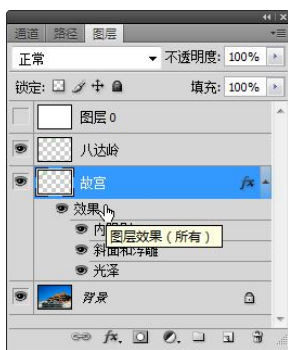 通道 路径 图层
正常 不透明度: 100%
锁定: 填充: 100%
图层 0
八达岭
故宫 fx
效果
图层效果（所有）
斜面和浮雕
光泽
背景
fx.